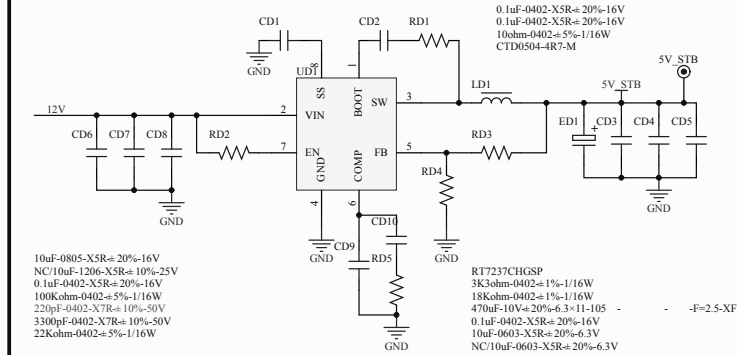 0.1uF-0402-X5R-±20%-16V
0.1uF-0402-X5R-±20%-16V
10ohm-0402-±5%-1/16W
CTD0504-4R7-M
CD1
CD2
RD1
GND
UD1
8
1
5V_STB
LD1
5V_STB
12V
2
VIN
SS
BOOT
SW
3
CD6
CD7
CD8
RD2
7
EN
GND
COMP
FB
5
RD3
RD4
ED1
+
CD3
CD4
CD5
4
6
GND
GND
CD9
CD10
RD5
GND
GND
GND
10uF-0805-X5R-±20%-16V
NC/10uF-1206-X5R-±10%-25V
0.1uF-0402-X5R-±20%-16V
100Kohm-0402-±5%-1/16W
220pF-0402-X7R-±10%-50V
3300pF-0402-X7R-±10%-50V
22Kohm-0402-±5%-1/16W
RT7237CHGSP
3K3ohm-0402-±1%-1/16W
18Kohm-0402-±1%-1/16W
470uF-10V-±20%-6.3×11-105 - - -F=2.5-XF
0.1uF-0402-X5R-±20%-16V
10uF-0603-X5R-±20%-6.3V
NC/10uF-0603-X5R-±20%-6.3V